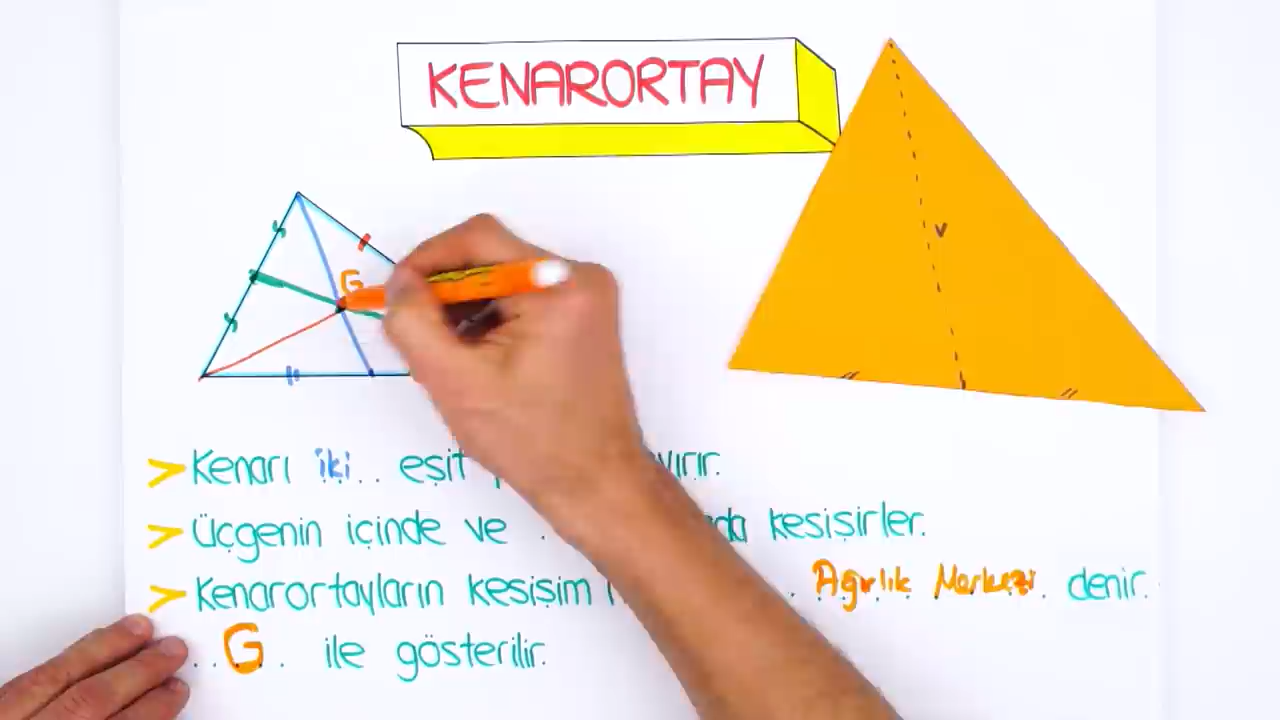 KENARORTAY
G
V
> Kenarı iki.. eşit
> Üçgenin içinde ve . kesişirler.
> Kenarortayların kesişim . Ağırlık Merkezi. denir.
..G.. ile gösterilir.